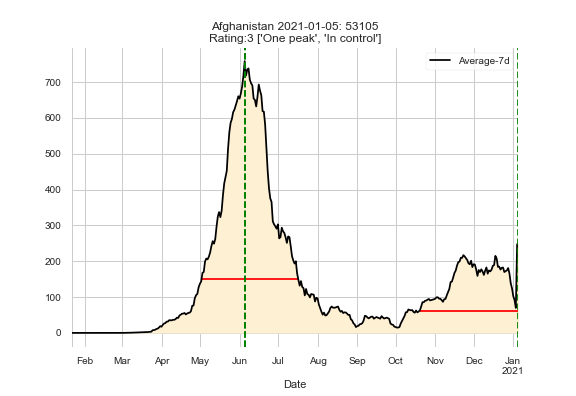 Afghanistan 2021-01-05: 53105
Rating:3 ['One peak', 'In control']
Average-7d
700
600
500
400
300
200
100
0
Feb Mar Apr May Jun Jul Aug Sep Oct Nov Dec Jan
2021
Date